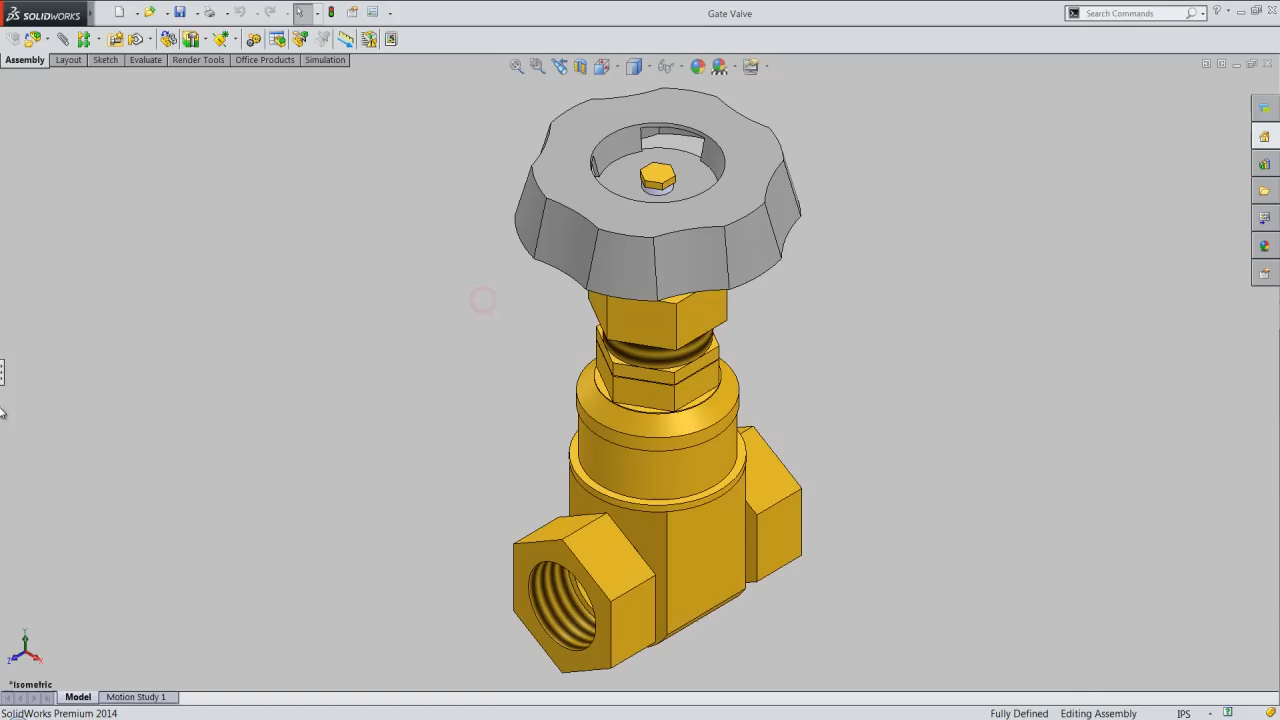 SOLIDWORKS
Gate Valve
Search Commands
Assembly
Layout
Sketch
Evaluate
Render Tools
Office Products
Simulation
Y
Z
X
*Isometric
Model
Motion Study 1
SolidWorks Premium 2014
Fully Defined
Editing Assembly
IPS